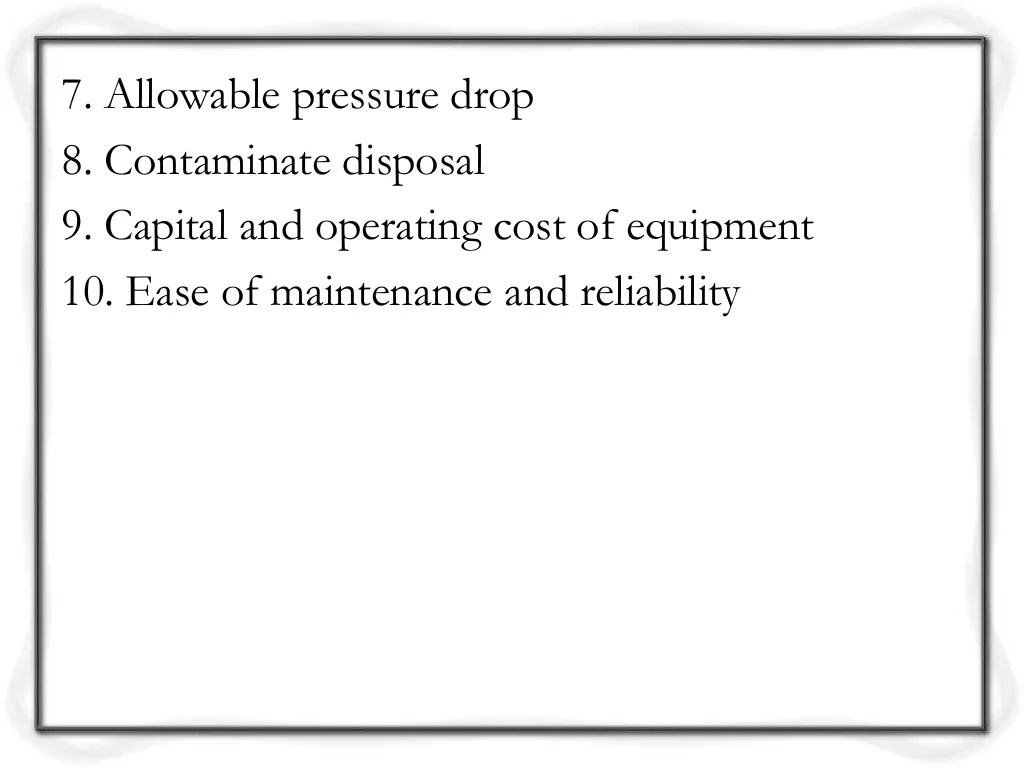 7. Allowable pressure drop
8. Contaminate disposal
9. Capital and operating cost of equipment
10. Ease of maintenance and reliability